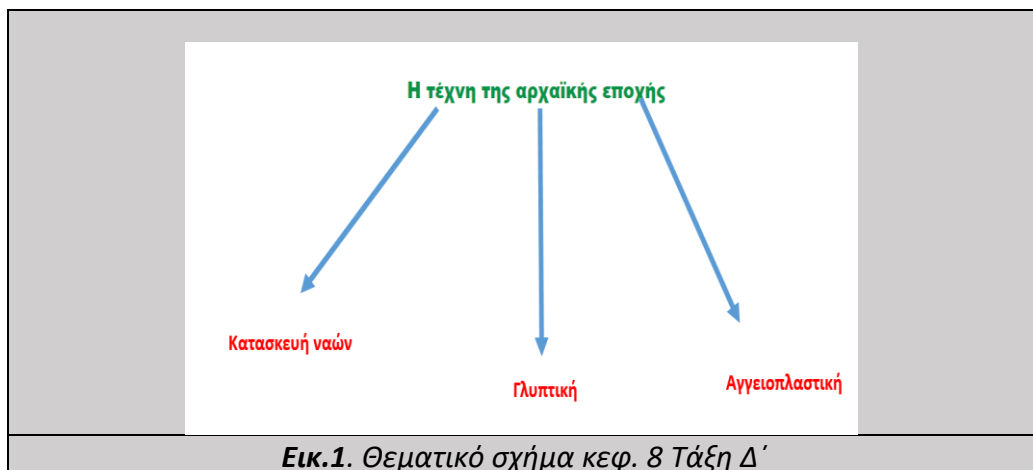 Η τέχνη της αρχαϊκής εποχής
Κατασκευή ναών
Γλυπτική
Αγγειοπλαστική
Εικ.1. Θεματικό σχήμα κεφ. 8 Τάξη Δ΄